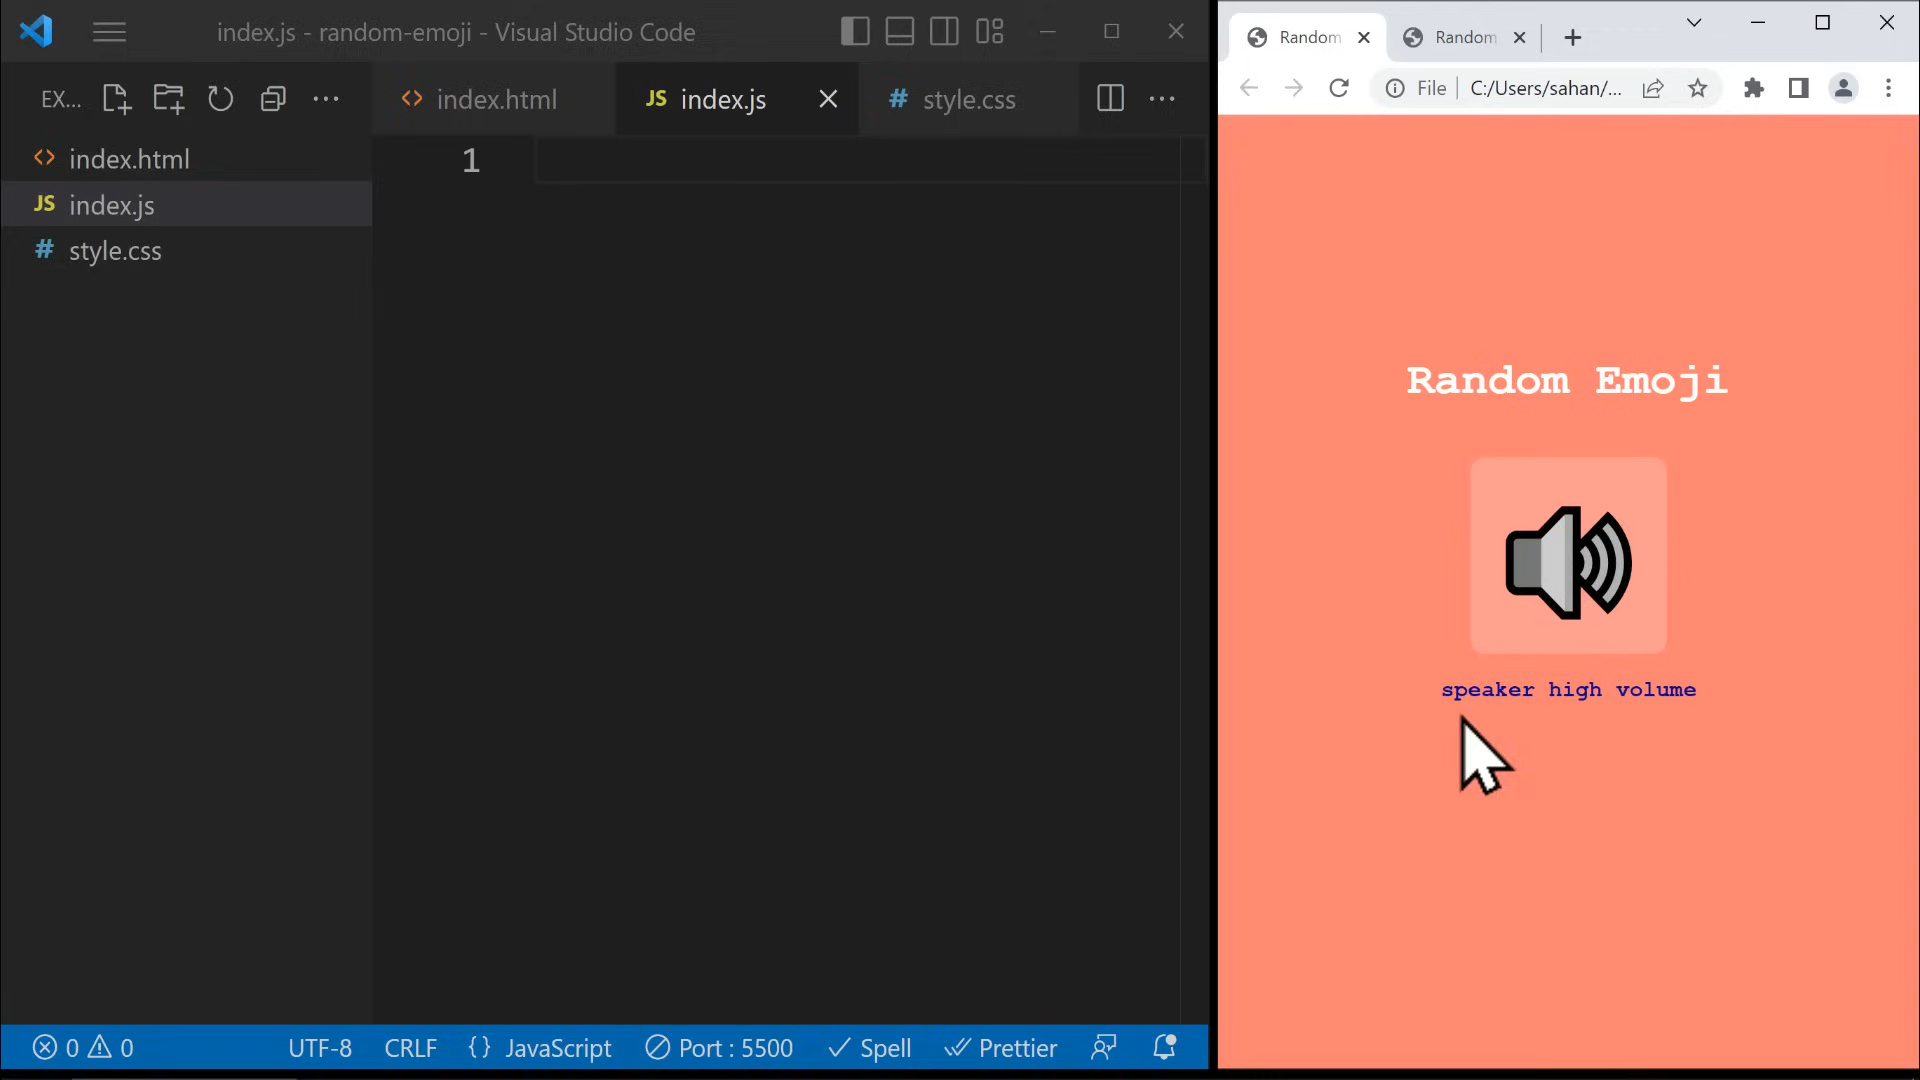 index.js - random-emoji - Visual Studio Code
EX...
index.html
JS index.js
# style.css
<> index.html
JS index.js
# style.css
1
0 0
UTF-8
CRLF
{} JavaScript
Port : 5500
Spell
Prettier
Random
Random
File
C:/Users/sahan/...
Random Emoji
speaker high volume